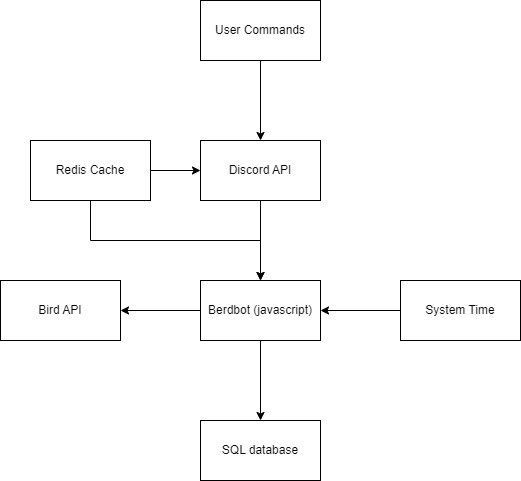 User Commands
Redis Cache
Discord API
Bird API
Berdbot (javascript)
System Time
SQL database